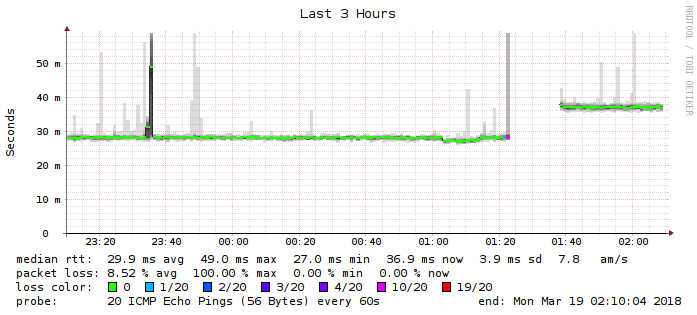 Last 3 Hours
RRDTOOL / TOBI OETIKER
Seconds
50 m
40 m
30 m
20 m
10 m
0
23:20 23:40 00:00 00:20 00:40 01:00 01:20 01:40 02:00
median rtt: 29.9 ms avg 49.0 ms max 27.0 ms min 36.9 ms now 3.9 ms sd 7.8 am/s
packet loss: 8.52 % avg 100.00 % max 0.00 % min 0.00 % now
loss color: 0 1/20 2/20 3/20 4/20 10/20 19/20
probe: 20 ICMP Echo Pings (56 Bytes) every 60s end: Mon Mar 19 02:10:04 2018